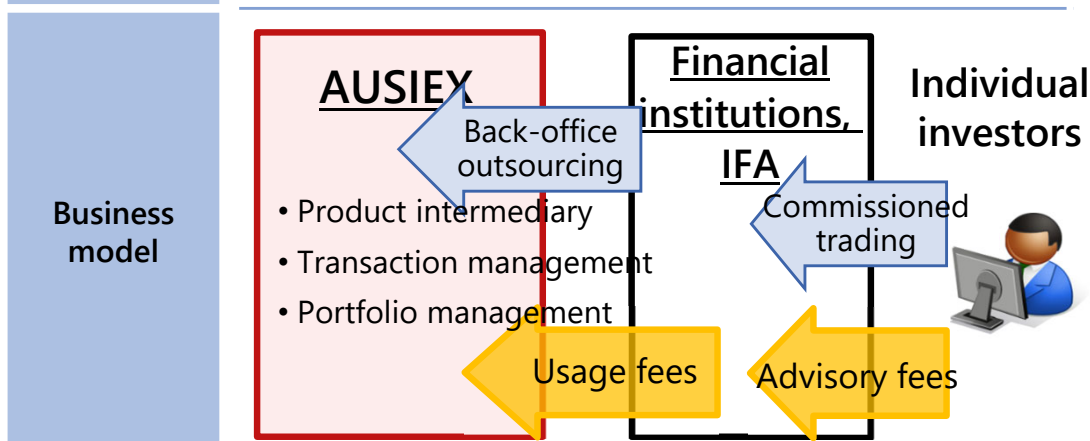 Business
model
AUSIEX
Back-office
outsourcing
• Product intermediary
• Transaction management
• Portfolio management
Usage fees
Financial
institutions,
IFA
Commissioned
trading
Advisory fees
Individual
investors